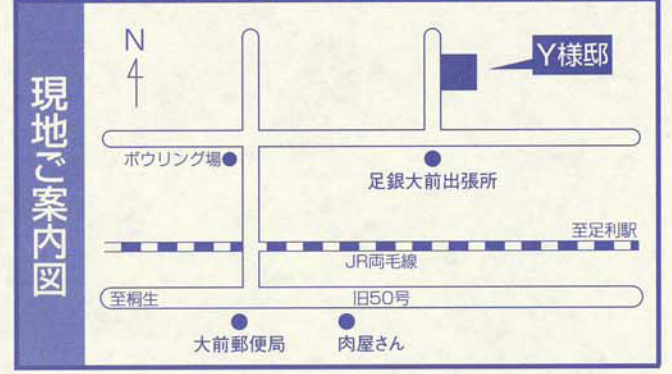 現地ご案内図
N
Y様邸
ボウリング場
足銀大前出張所
至足利駅
JR両毛線
至桐生
旧50号
大前郵便局
肉屋さん